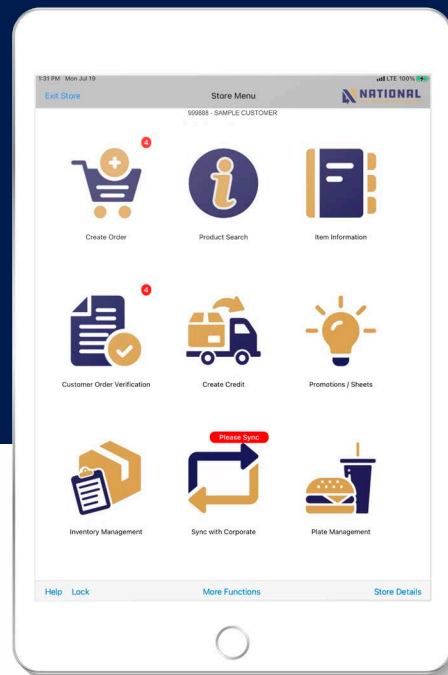 1:31 PM Mon Jul 19
LTE 100%
Exit Store
Store Menu
NATIONAL
999888 - SAMPLE CUSTOMER
4
Create Order
Product Search
Item Information
4
Customer Order Verification
Create Credit
Promotions / Sheets
Please Sync
Inventory Management
Sync with Corporate
Plate Management
Help
Lock
More Functions
Store Details